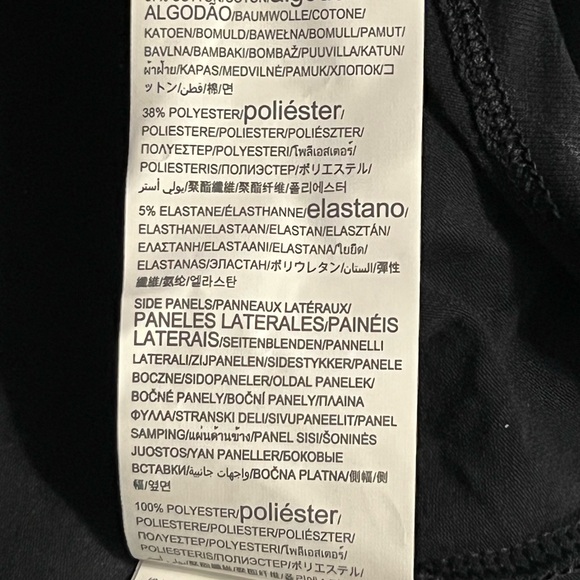 ALGODÃO/BAUMWOLLE/COTONE/
KATOEN/BOMULD/BAWEŁNA/BOMULL/PAMUT/
BAVLNA/BAMBAKI/BOMBAŽ/PUUVILLA/KATUN/
ผ้าฝ้าย/KAPAS/MEDVILNĖ/PAMUK/ХЛОПОК/コ
ットン/قطن/棉/면
38% POLYESTER/poliéster/
POLIESTERE/POLIESTER/POLIÉSZTER/
ΠΟΛΥΕΣΤΕΡ/POLYESTERI/โพลีเอสเตอร์/
POLIESTERIS/ПОЛИЭСТЕР/ポリエステル/
بولي أستر/聚酯纖維/聚酯纤维/폴리에스터
5% ELASTANE/ÉLASTHANNE/elastano/
ELASTHAN/ELASTAAN/ELASTAN/ELASZTÁN/
ΕΛΑΣΤΑΝΗ/ELASTAANI/ELASTANA/ใยยืด/
ELASTANAS/ЭЛАСТАН/ポリウレタン/الستان/彈性
纖維/氨纶/엘라스탄
SIDE PANELS/PANNEAUX LATÉRAUX/
PANELES LATERALES/PAINÉIS
LATERAIS/SEITENBLENDEN/PANNELLI
LATERALI/ZIJPANELEN/SIDESTYKKER/PANELE
BOCZNE/SIDOPANELER/OLDAL PANELEK/
BOČNÉ PANELY/BOČNÍ PANELY/ΠΛΑΙΝΑ
ΦΥΛΛΑ/STRANSKI DELI/SIVUPANEELIT/PANEL
SAMPING/แผ่นด้านข้าง/PANEL SISI/ŠONINĖS
JUOSTOS/YAN PANELLER/БОКОВЫЕ
ВСТАВКИ/واجهات جانبية/BOČNA PLATNA/側幅/侧
幅/옆면
100% POLYESTER/poliéster/
POLIESTERE/POLIESTER/POLIÉSZTER/
ΠΟΛΥΕΣΤΕΡ/POLYESTERI/โพลีเอสเตอร์/
POLIESTERIS/ПОЛИЭСТЕР/ポリエステル/